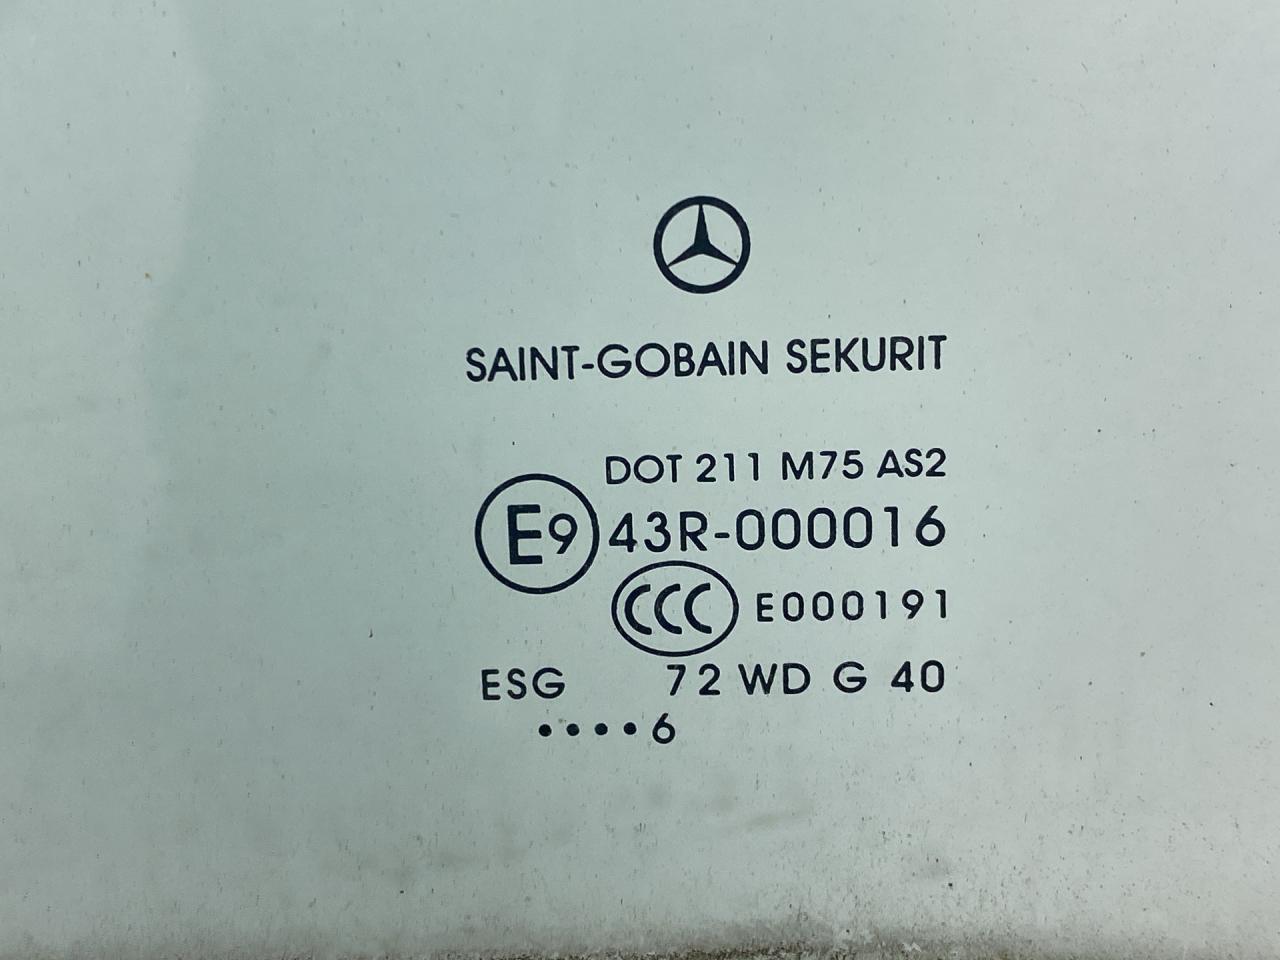 SAINT-GOBAIN SEKURIT
DOT 211 M75 AS2
E9 43R-000016
CCC E000191
ESG 72 WD G 40
••••6